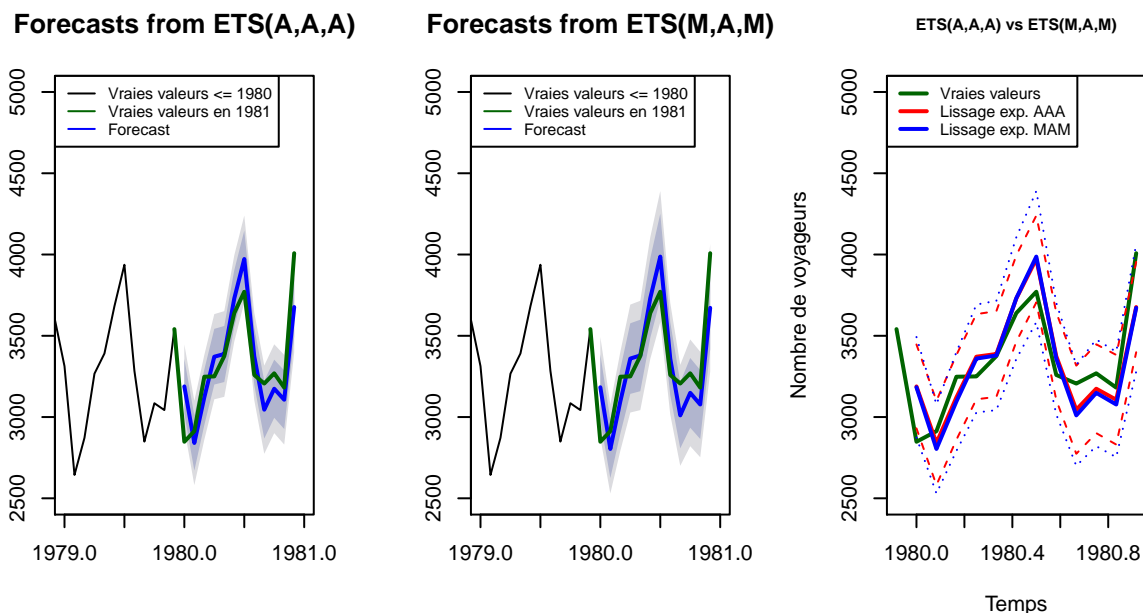 Forecasts from ETS(A,A,A)
Vraies valeurs <= 1980
Vraies valeurs en 1981
Forecast
5000
4500
4000
3500
3000
2500
1979.0
1980.0
1981.0
Forecasts from ETS(M,A,M)
Vraies valeurs <= 1980
Vraies valeurs en 1981
Forecast
5000
4500
4000
3500
3000
2500
1979.0
1980.0
1981.0
ETS(A,A,A) vs ETS(M,A,M)
Vraies valeurs
Lissage exp. AAA
Lissage exp. MAM
Nombre de voyageurs
5000
4500
4000
3500
3000
2500
1980.0
1980.4
1980.8
Temps